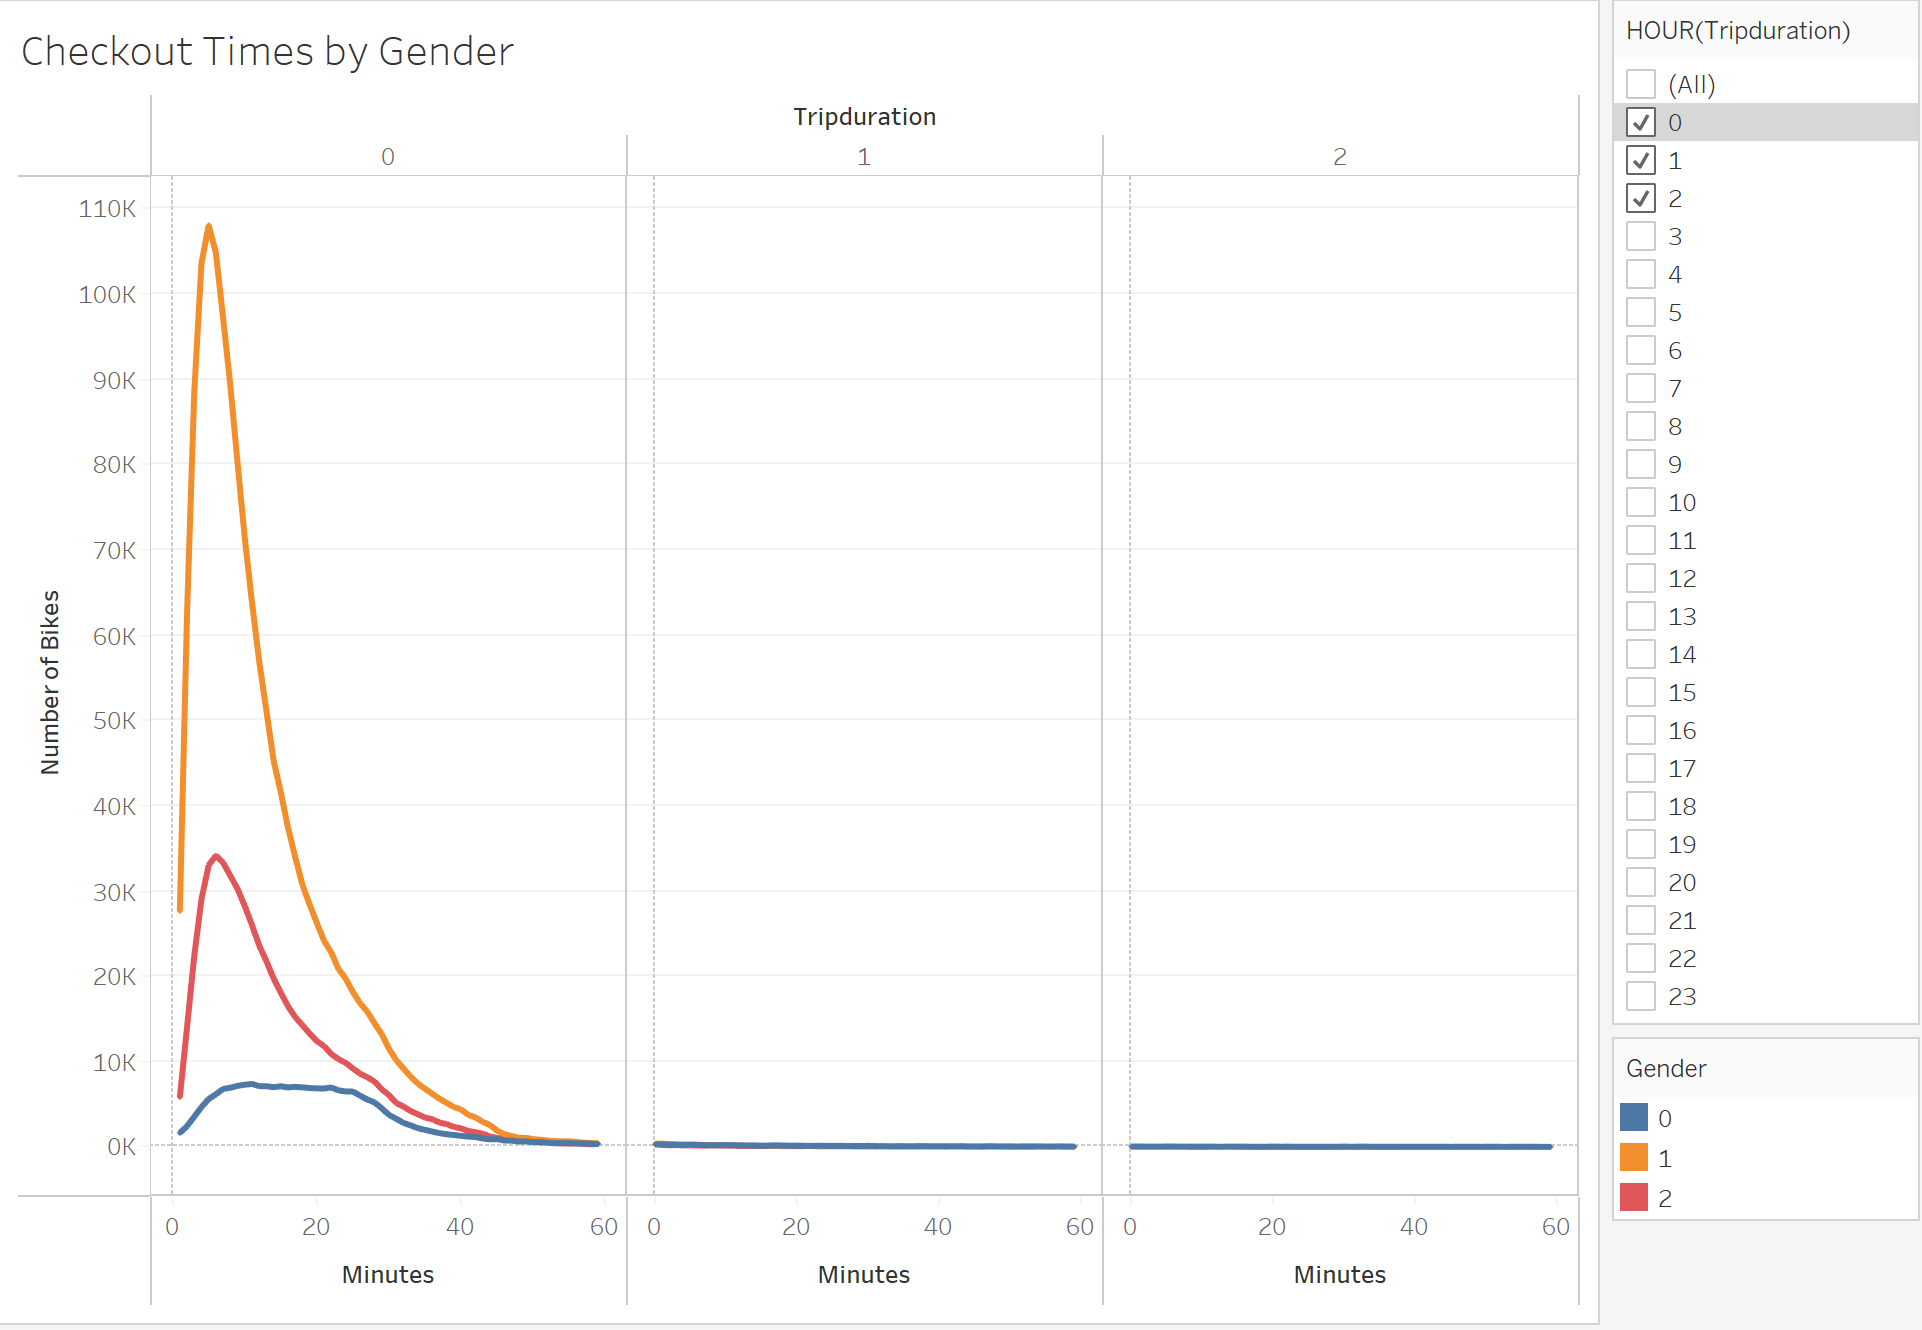 Checkout Times by Gender
Tripduration
0 1 2
110K
100K
90K
80K
70K
60K
50K
40K
30K
20K
10K
0K
Number of Bikes
0 20 40 60 0 20 40 60 0 20 40 60
Minutes Minutes Minutes
HOUR(Tripduration)
(All)
0
1
2
3
4
5
6
7
8
9
10
11
12
13
14
15
16
17
18
19
20
21
22
23
Gender
0
1
2